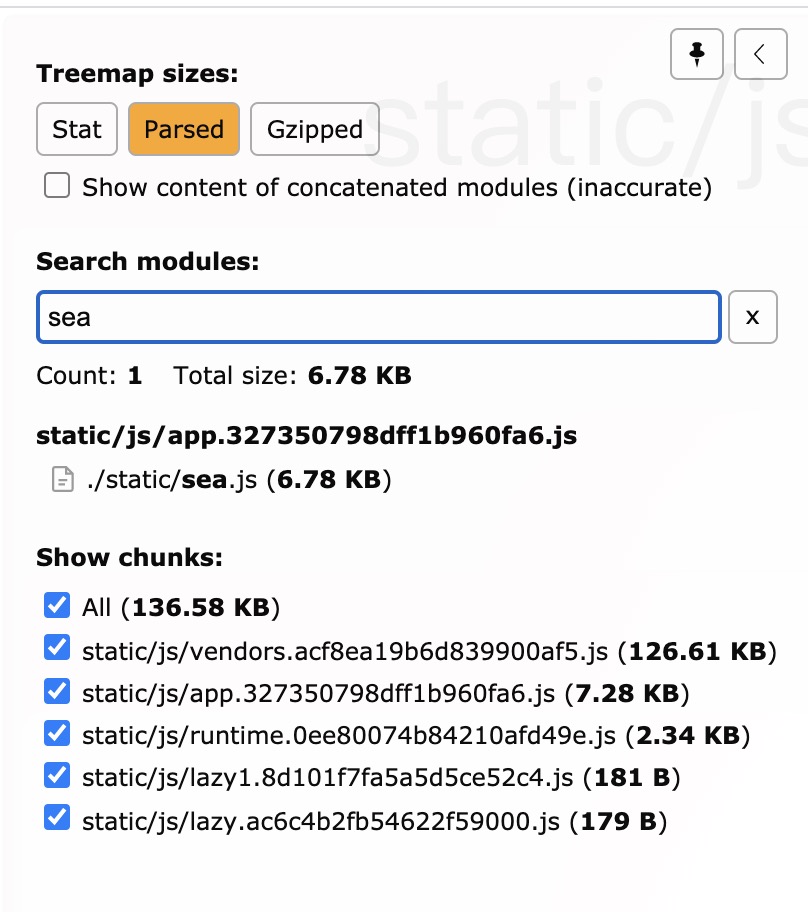 Treemap sizes:
Stat Parsed Gzipped
static/js
Show content of concatenated modules (inaccurate)
Search modules:
sea x
Count: 1 Total size: 6.78 KB
static/js/app.327350798dff1b960fa6.js
./static/sea.js (6.78 KB)
Show chunks:
All (136.58 KB)
static/js/vendors.acf8ea19b6d839900af5.js (126.61 KB)
static/js/app.327350798dff1b960fa6.js (7.28 KB)
static/js/runtime.0ee80074b84210afd49e.js (2.34 KB)
static/js/lazy1.8d101f7fa5a5d5ce52c4.js (181 B)
static/js/lazy.ac6c4b2fb54622f59000.js (179 B)